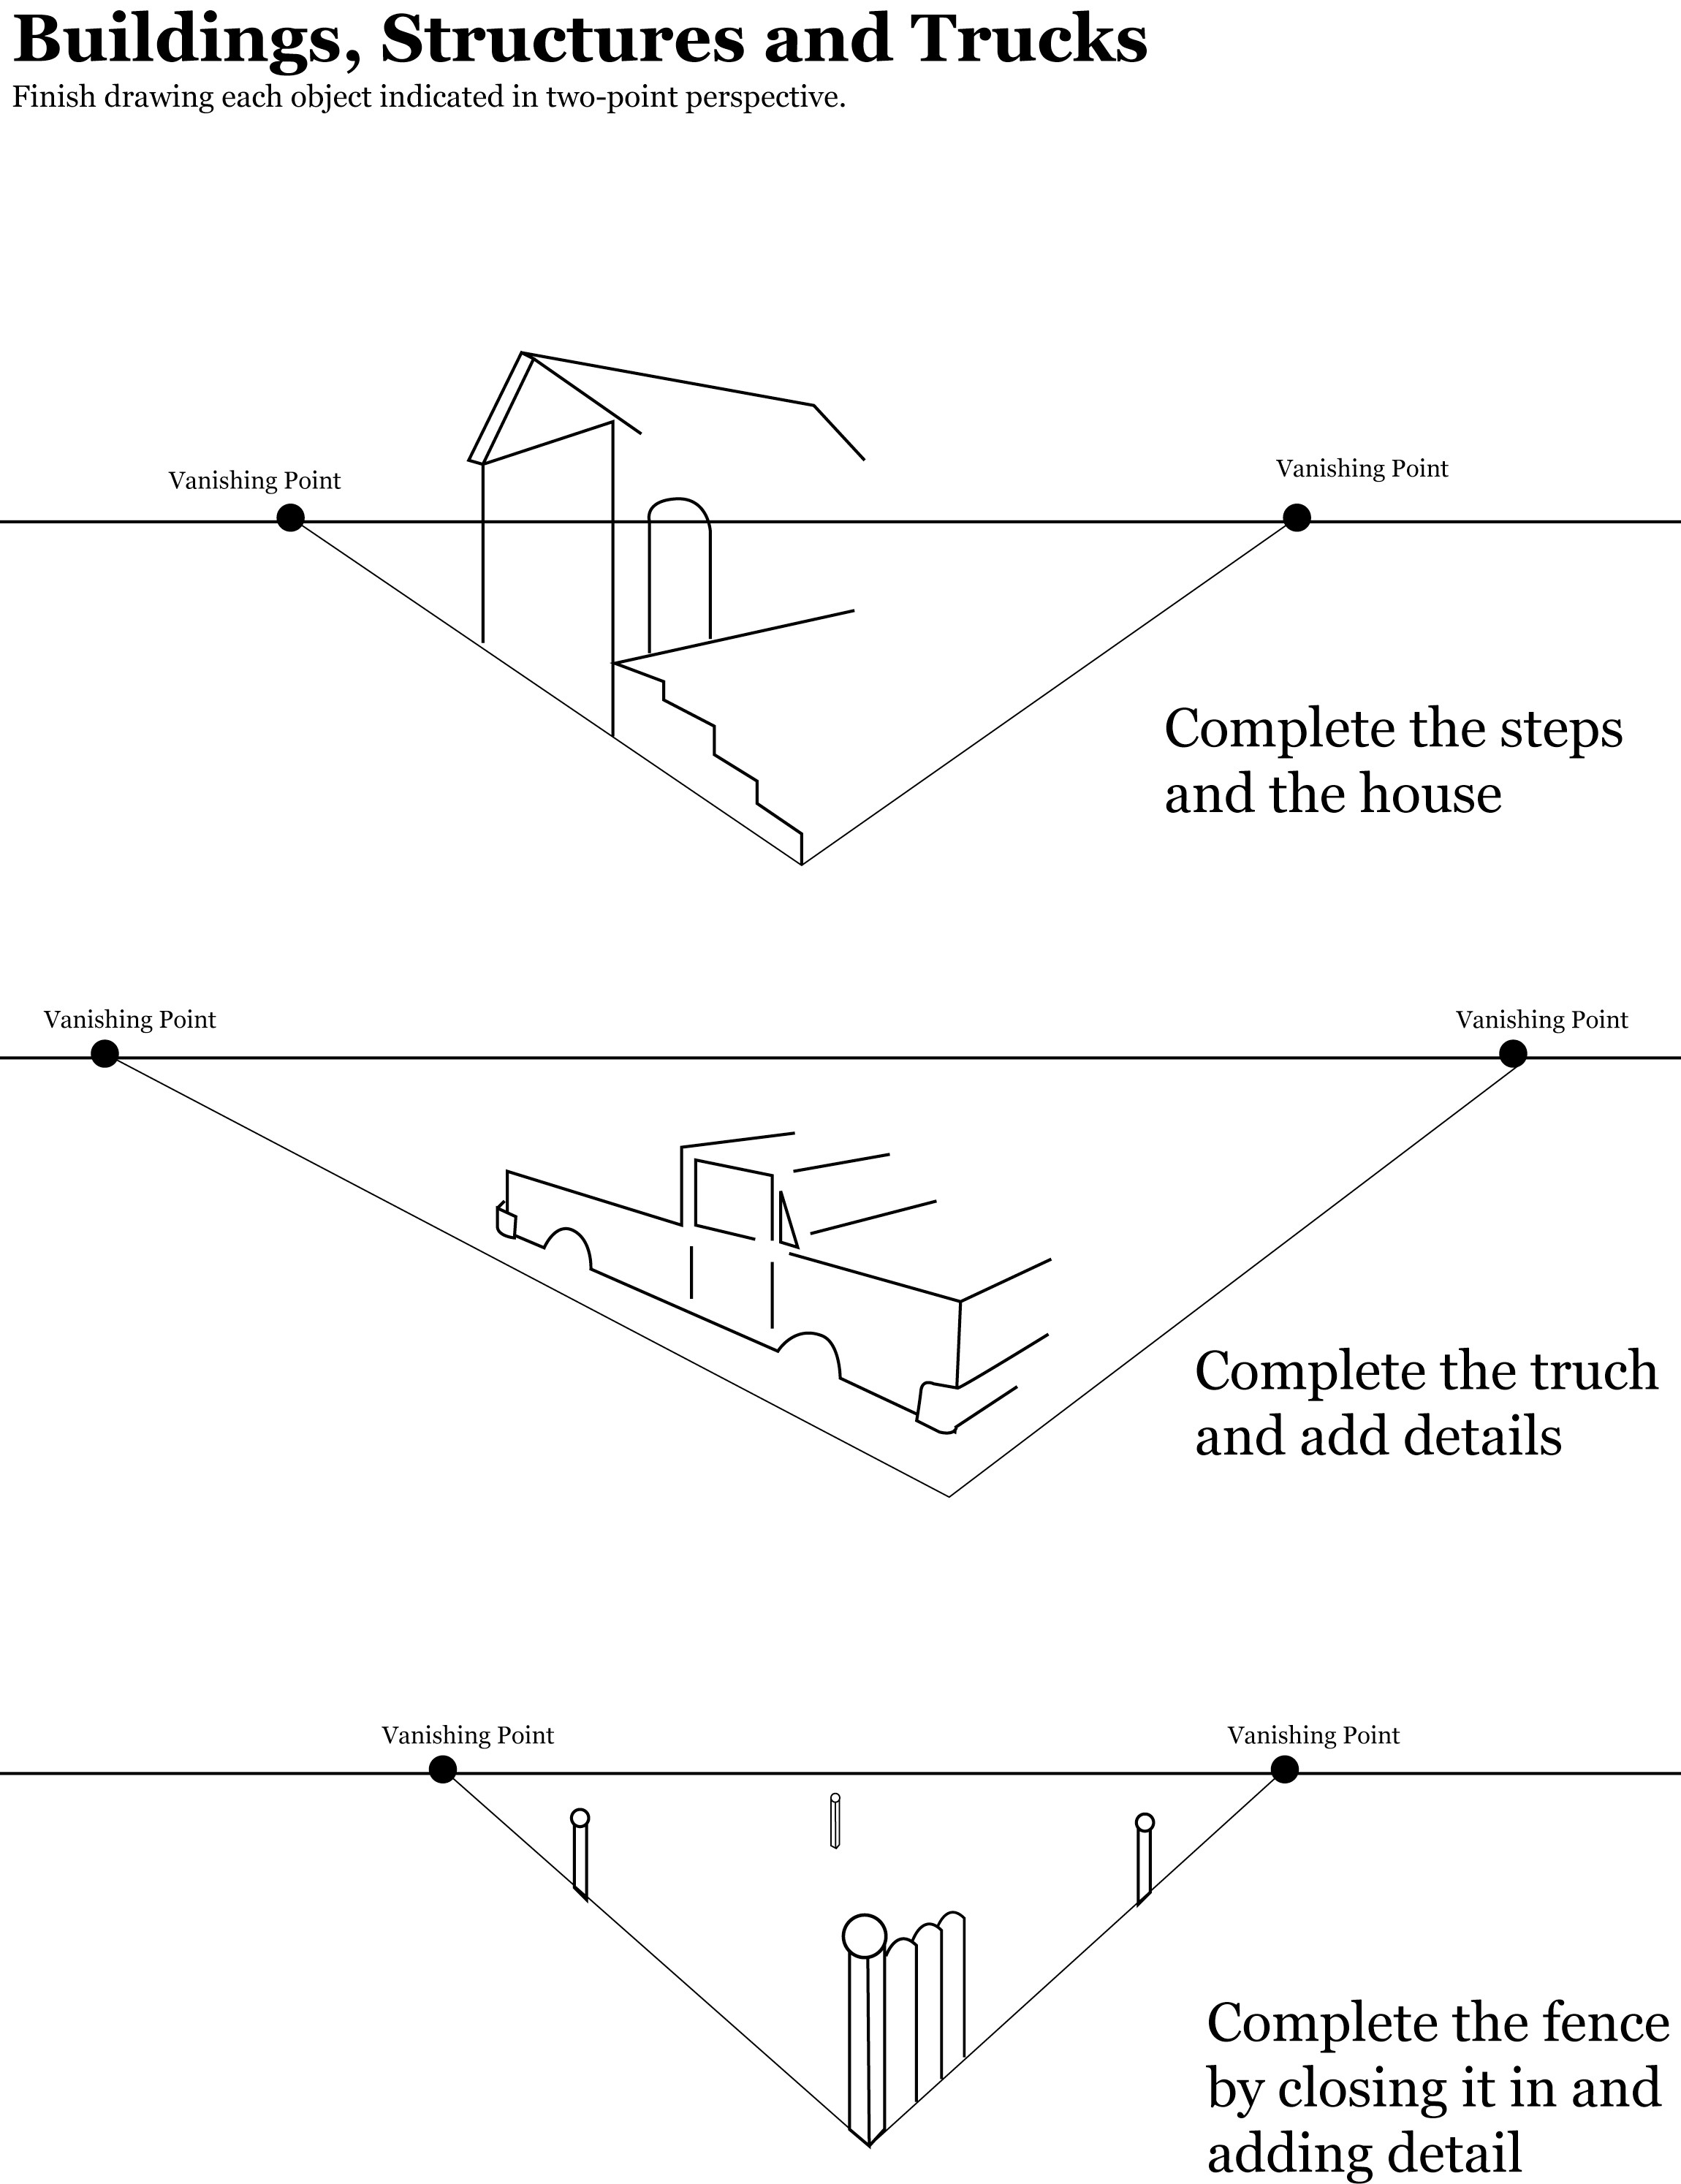 Buildings, Structures and Trucks
Finish drawing each object indicated in two-point perspective.
Vanishing Point
Vanishing Point
Complete the steps
and the house
Vanishing Point
Vanishing Point
Complete the truch
and add details
Vanishing Point
Vanishing Point
Complete the fence
by closing it in and
adding detail